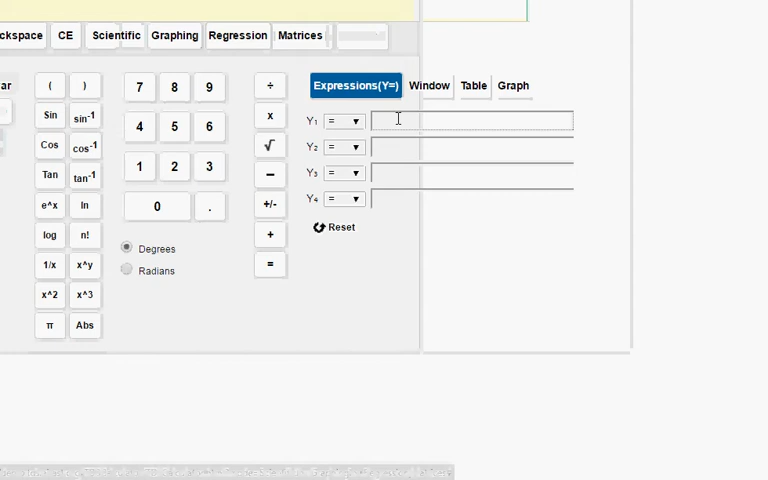 ckspace CE Scientific Graphing Regression Matrices
ar ( ) 7 8 9 ÷ Expressions(Y=) Window Table Graph
Sin sin-1 4 5 6 x Y1 = ▼
Cos cos-1 √ Y2 = ▼
Tan tan-1 1 2 3 − Y3 = ▼
e^x ln 0 . +/- Y4 = ▼
log n! + Reset
Degrees
1/x x^y = Radians
x^2 x^3
π Abs